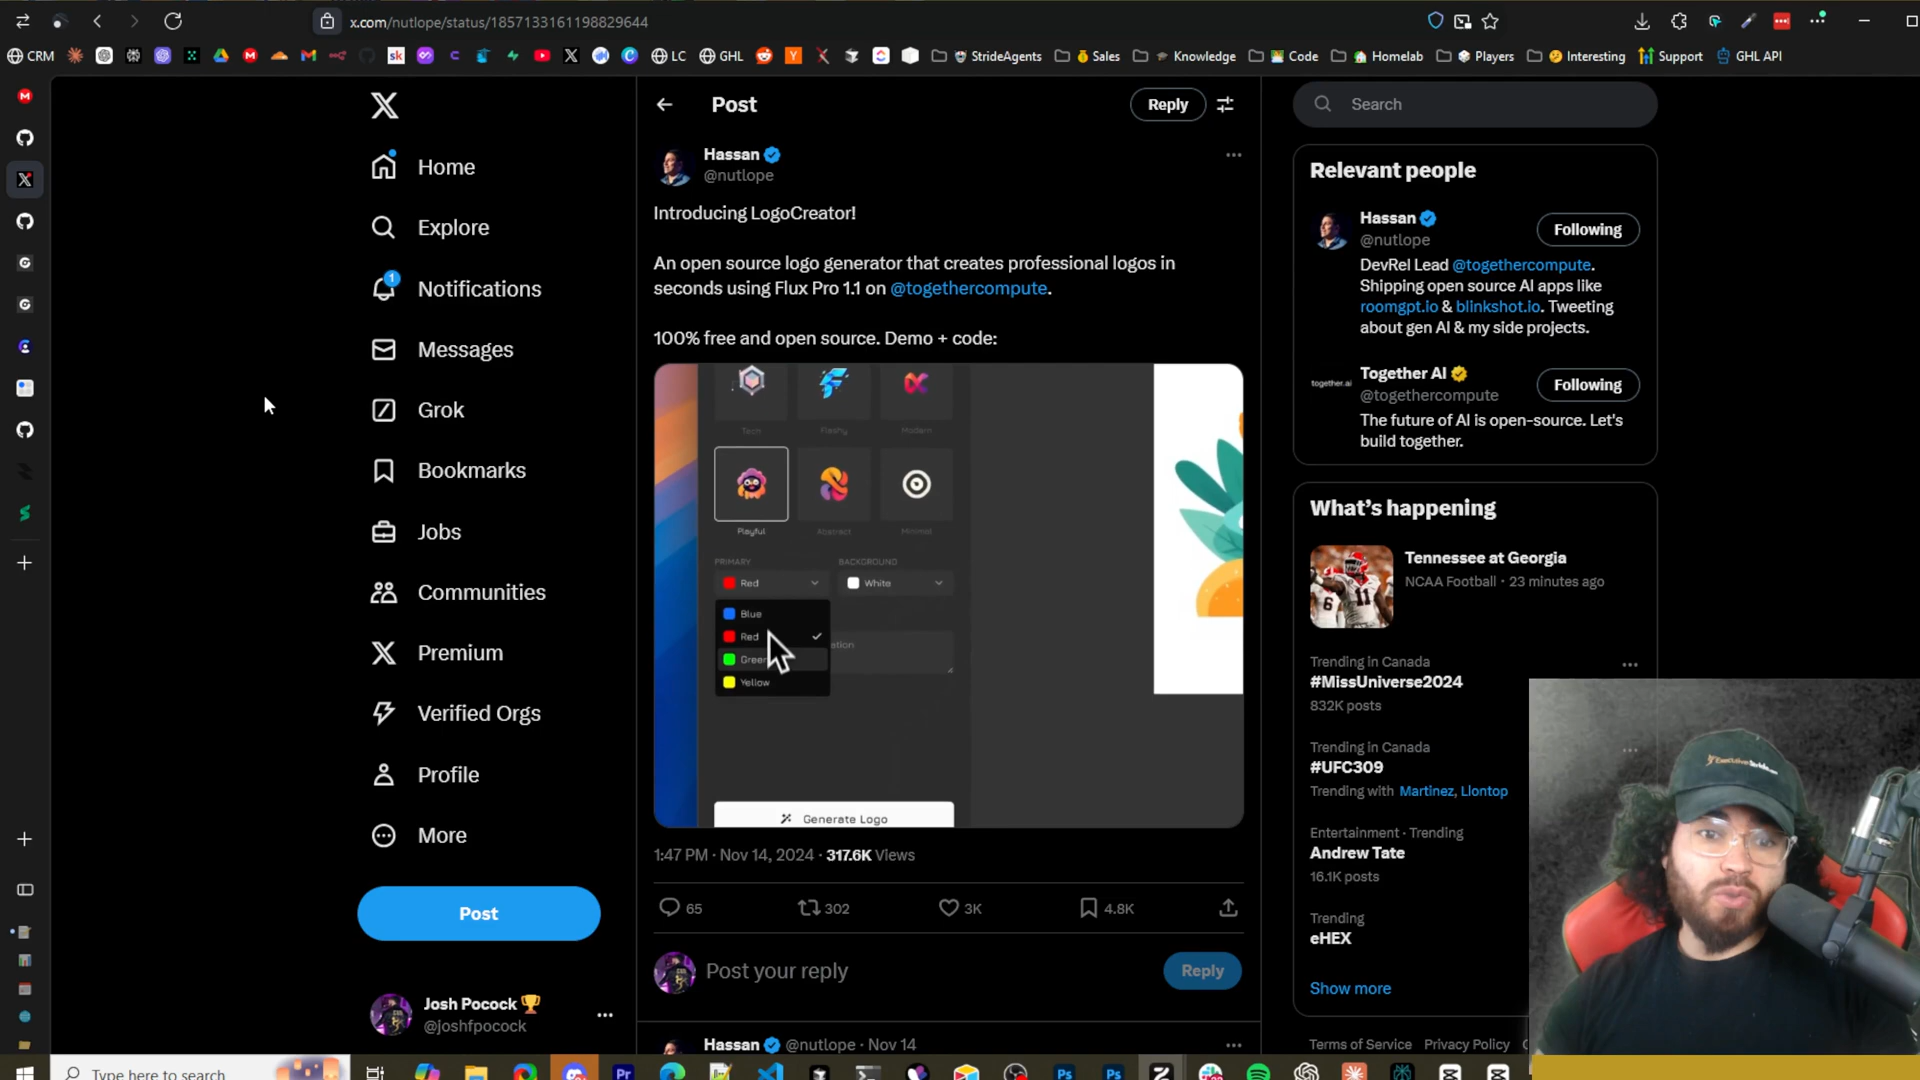 x.com/nutlope/status/1857133161198829644
CRM
LC
GHL
StrideAgents
Sales
Knowledge
Code
Homelab
Players
Interesting
Support
GHL API
Home
Explore
1
Notifications
Messages
Grok
Bookmarks
Jobs
Communities
Premium
Verified Orgs
Profile
More
Post
Josh Pocock
@joshfpocock
Post
Reply
Hassan
@nutlope
Introducing LogoCreator!
An open source logo generator that creates professional logos in
seconds using Flux Pro 1.1 on @togethercompute.
100% free and open source. Demo + code:
Tech
Flashy
Modern
Playful
Abstract
Minimal
PRIMARY
BACKGROUND
Red
White
Blue
Red
Green
Yellow
Generate Logo
1:47 PM · Nov 14, 2024 · 317.6K Views
65
302
3K
4.8K
Post your reply
Reply
Hassan @nutlope · Nov 14
Search
Relevant people
Hassan
@nutlope
Following
DevRel Lead @togethercompute.
Shipping open source AI apps like
roomgpt.io & blinkshot.io. Tweeting
about gen AI & my side projects.
together.ai
Together AI
@togethercompute
Following
The future of AI is open-source. Let's
build together.
What's happening
Tennessee at Georgia
NCAA Football · 23 minutes ago
Trending in Canada
#MissUniverse2024
832K posts
Trending in Canada
#UFC309
Trending with Martinez, Llontop
Entertainment · Trending
Andrew Tate
16.1K posts
Trending
eHEX
Show more
Terms of Service Privacy Policy
Type here to search